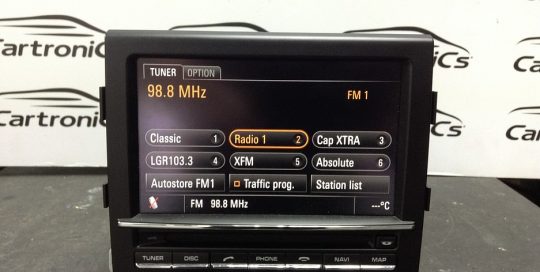 Cartronics
CartroniCS
TUNER OPTION
98.8 MHz FM 1
Classic 1 Radio 1 2 Cap XTRA 3
LGR103.3 4 XFM 5 Absolute 6
Autostore FM1 Traffic prog. Station list
FM 98.8 MHz ---°C
Cartronics
TUNER DISC PHONE NAVI MAP